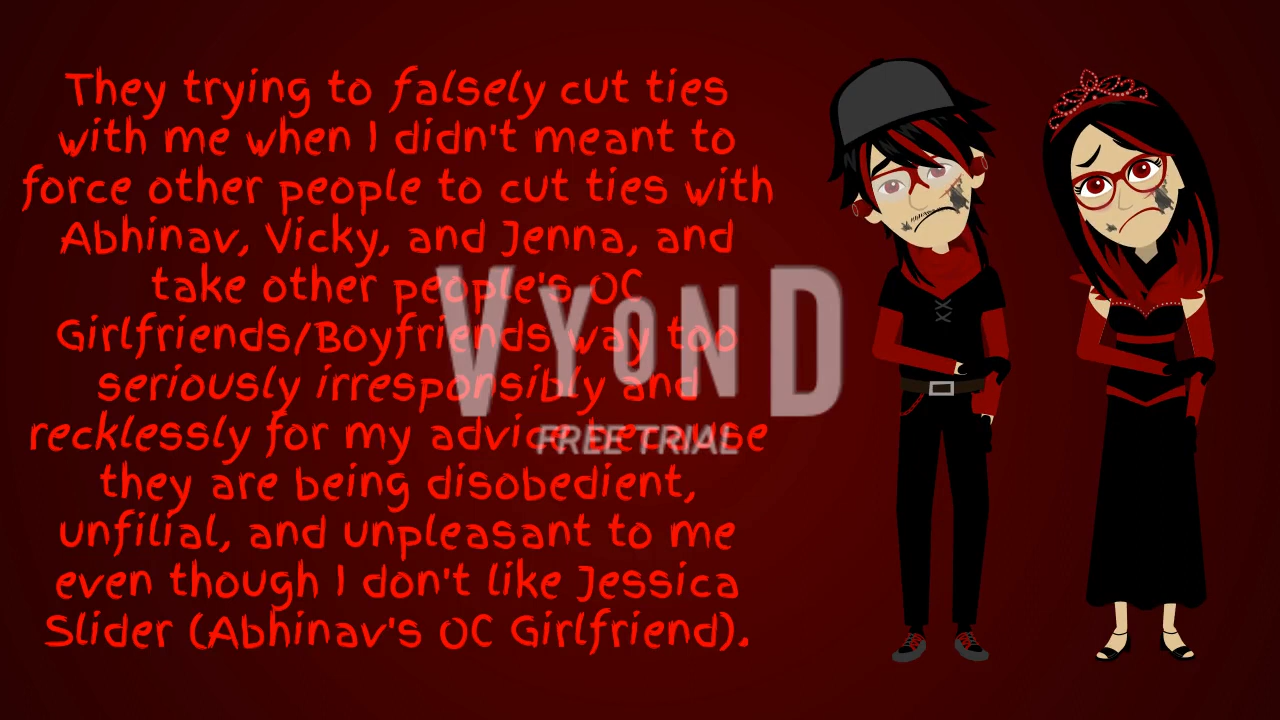 They trying to falsely cut ties
with me when I didn't meant to
force other people to cut ties with
Abhinav, Vicky, and Jenna, and
take other people's OC
Girlfriends/Boyfriends way too
seriously irresponsibly and
recklessly for my advice because
they are being disobedient,
unfilial, and unpleasant to me
even though I don't like Jessica
Slider (Abhinav's OC Girlfriend).
VYOND
FREE TRIAL